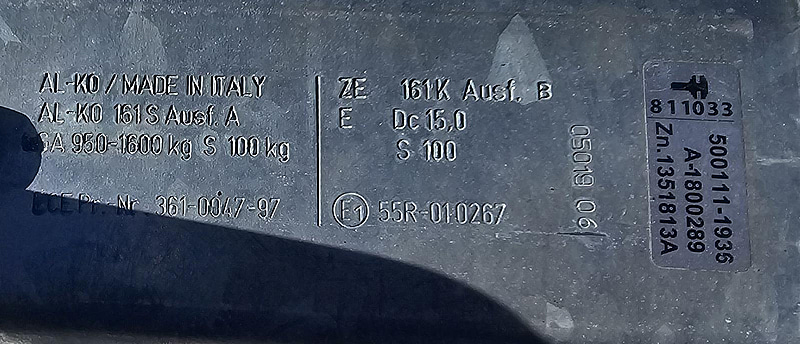 AL-KO / MADE IN ITALY
AL-KO 161 S Ausf. A
GA 950-1600 kg S 100 kg
ECE Pr. Nr. 361-0047-97
ZE 161K Ausf. B
E Dc 15,0
S 100
E1 55R-010267
05019 06
811033
500111-1936
A-1800289
Zn.1351813A